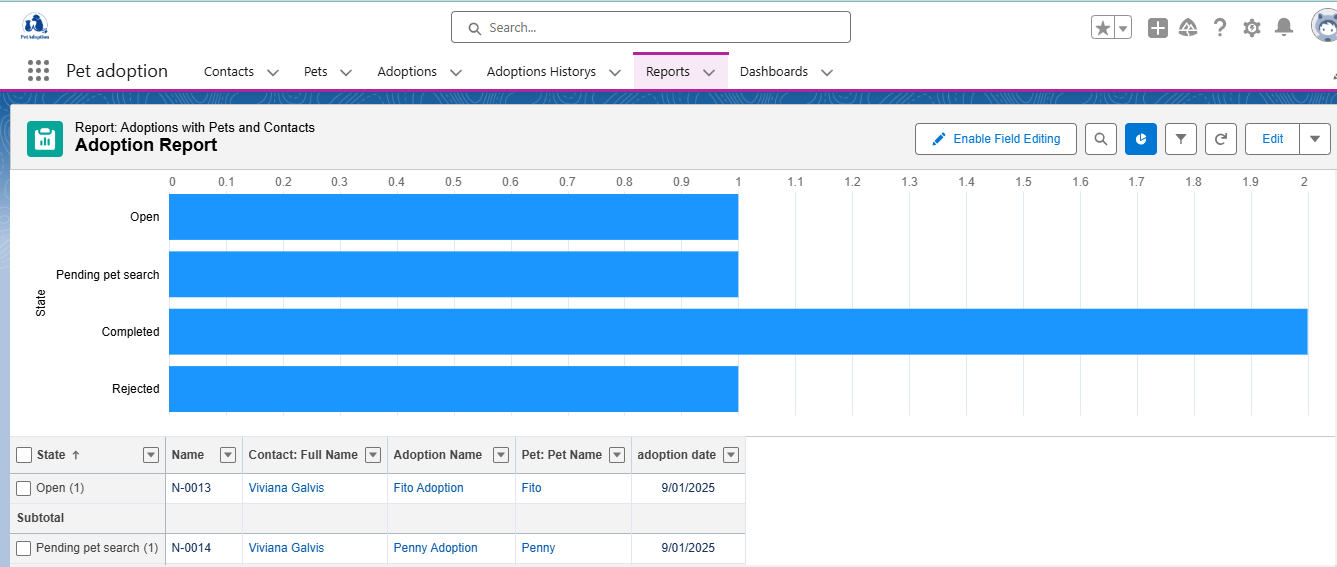 Pet Adoption
Search...
Pet adoption
Contacts
Pets
Adoptions
Adoptions Historys
Reports
Dashboards
Report: Adoptions with Pets and Contacts
Adoption Report
Enable Field Editing
Edit
0 0.1 0.2 0.3 0.4 0.5 0.6 0.7 0.8 0.9 1 1.1 1.2 1.3 1.4 1.5 1.6 1.7 1.8 1.9 2
State
Open
Pending pet search
Completed
Rejected
State ↑ Name Contact: Full Name Adoption Name Pet: Pet Name adoption date
Open (1) N-0013 Viviana Galvis Fito Adoption Fito 9/01/2025
Subtotal
Pending pet search (1) N-0014 Viviana Galvis Penny Adoption Penny 9/01/2025